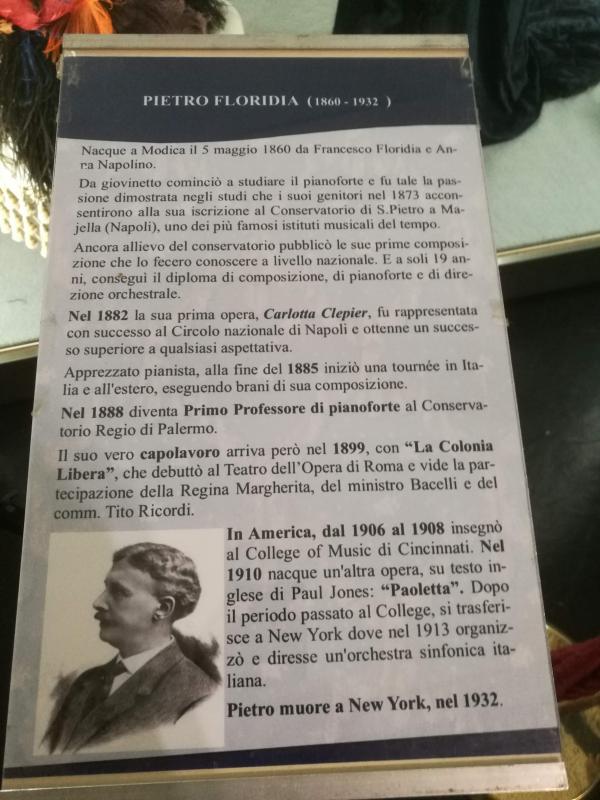 PIETRO FLORIDIA (1860 - 1932 )
Nacque a Modica il 5 maggio 1860 da Francesco Floridia e An-
na Napolino.
Da giovinetto cominciò a studiare il pianoforte e fu tale la pas-
sione dimostrata negli studi che i suoi genitori nel 1873 accon-
sentirono alla sua iscrizione al Conservatorio di S.Pietro a Ma-
jella (Napoli), uno dei più famosi istituti musicali del tempo.
Ancora allievo del conservatorio pubblicò le sue prime composi-
zione che lo fecero conoscere a livello nazionale. E a soli 19 an-
ni, conseguì il diploma di composizione, di pianoforte e di dire-
zione orchestrale.
Nel 1882 la sua prima opera, Carlotta Clepier, fu rappresentata
con successo al Circolo nazionale di Napoli e ottenne un succes-
so superiore a qualsiasi aspettativa.
Apprezzato pianista, alla fine del 1885 iniziò una tournée in Ita-
lia e all'estero, eseguendo brani di sua composizione.
Nel 1888 diventa Primo Professore di pianoforte al Conserva-
torio Regio di Palermo.
Il suo vero capolavoro arriva però nel 1899, con “La Colonia
Libera”, che debuttò al Teatro dell’Opera di Roma e vide la par-
tecipazione della Regina Margherita, del ministro Bacelli e del
comm. Tito Ricordi.
In America, dal 1906 al 1908 insegnò
al College of Music di Cincinnati. Nel
1910 nacque un'altra opera, su testo in-
glese di Paul Jones: “Paoletta”. Dopo
il periodo passato al College, si trasferi-
sce a New York dove nel 1913 organiz-
zò e diresse un'orchestra sinfonica ita-
liana.
Pietro muore a New York, nel 1932.